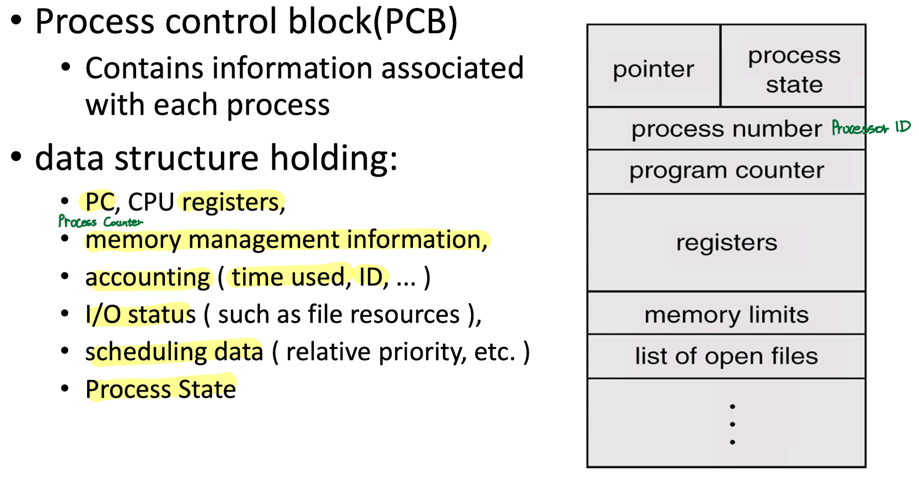 • Process control block(PCB)
• Contains information associated
with each process
• data structure holding:
• PC, CPU registers,
Process Counter
• memory management information,
• accounting ( time used, ID, ... )
• I/O status ( such as file resources ),
• scheduling data ( relative priority, etc. )
• Process State
pointer
process
state
process number Processor ID
program counter
registers
memory limits
list of open files